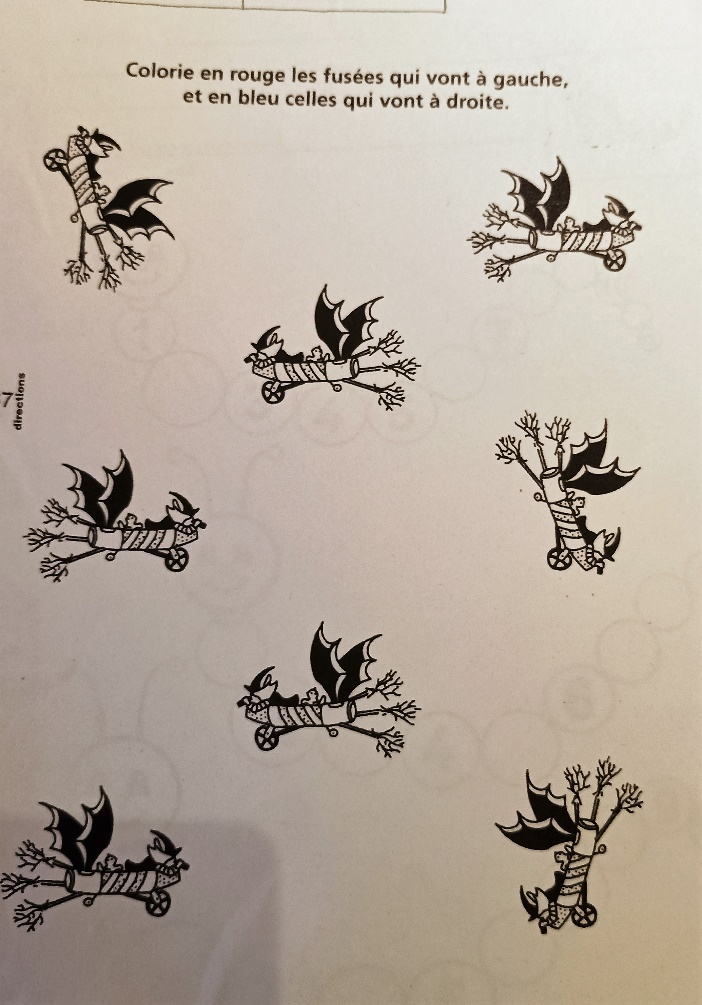 Colorie en rouge les fusées qui vont à gauche,
et en bleu celles qui vont à droite.
7
directions